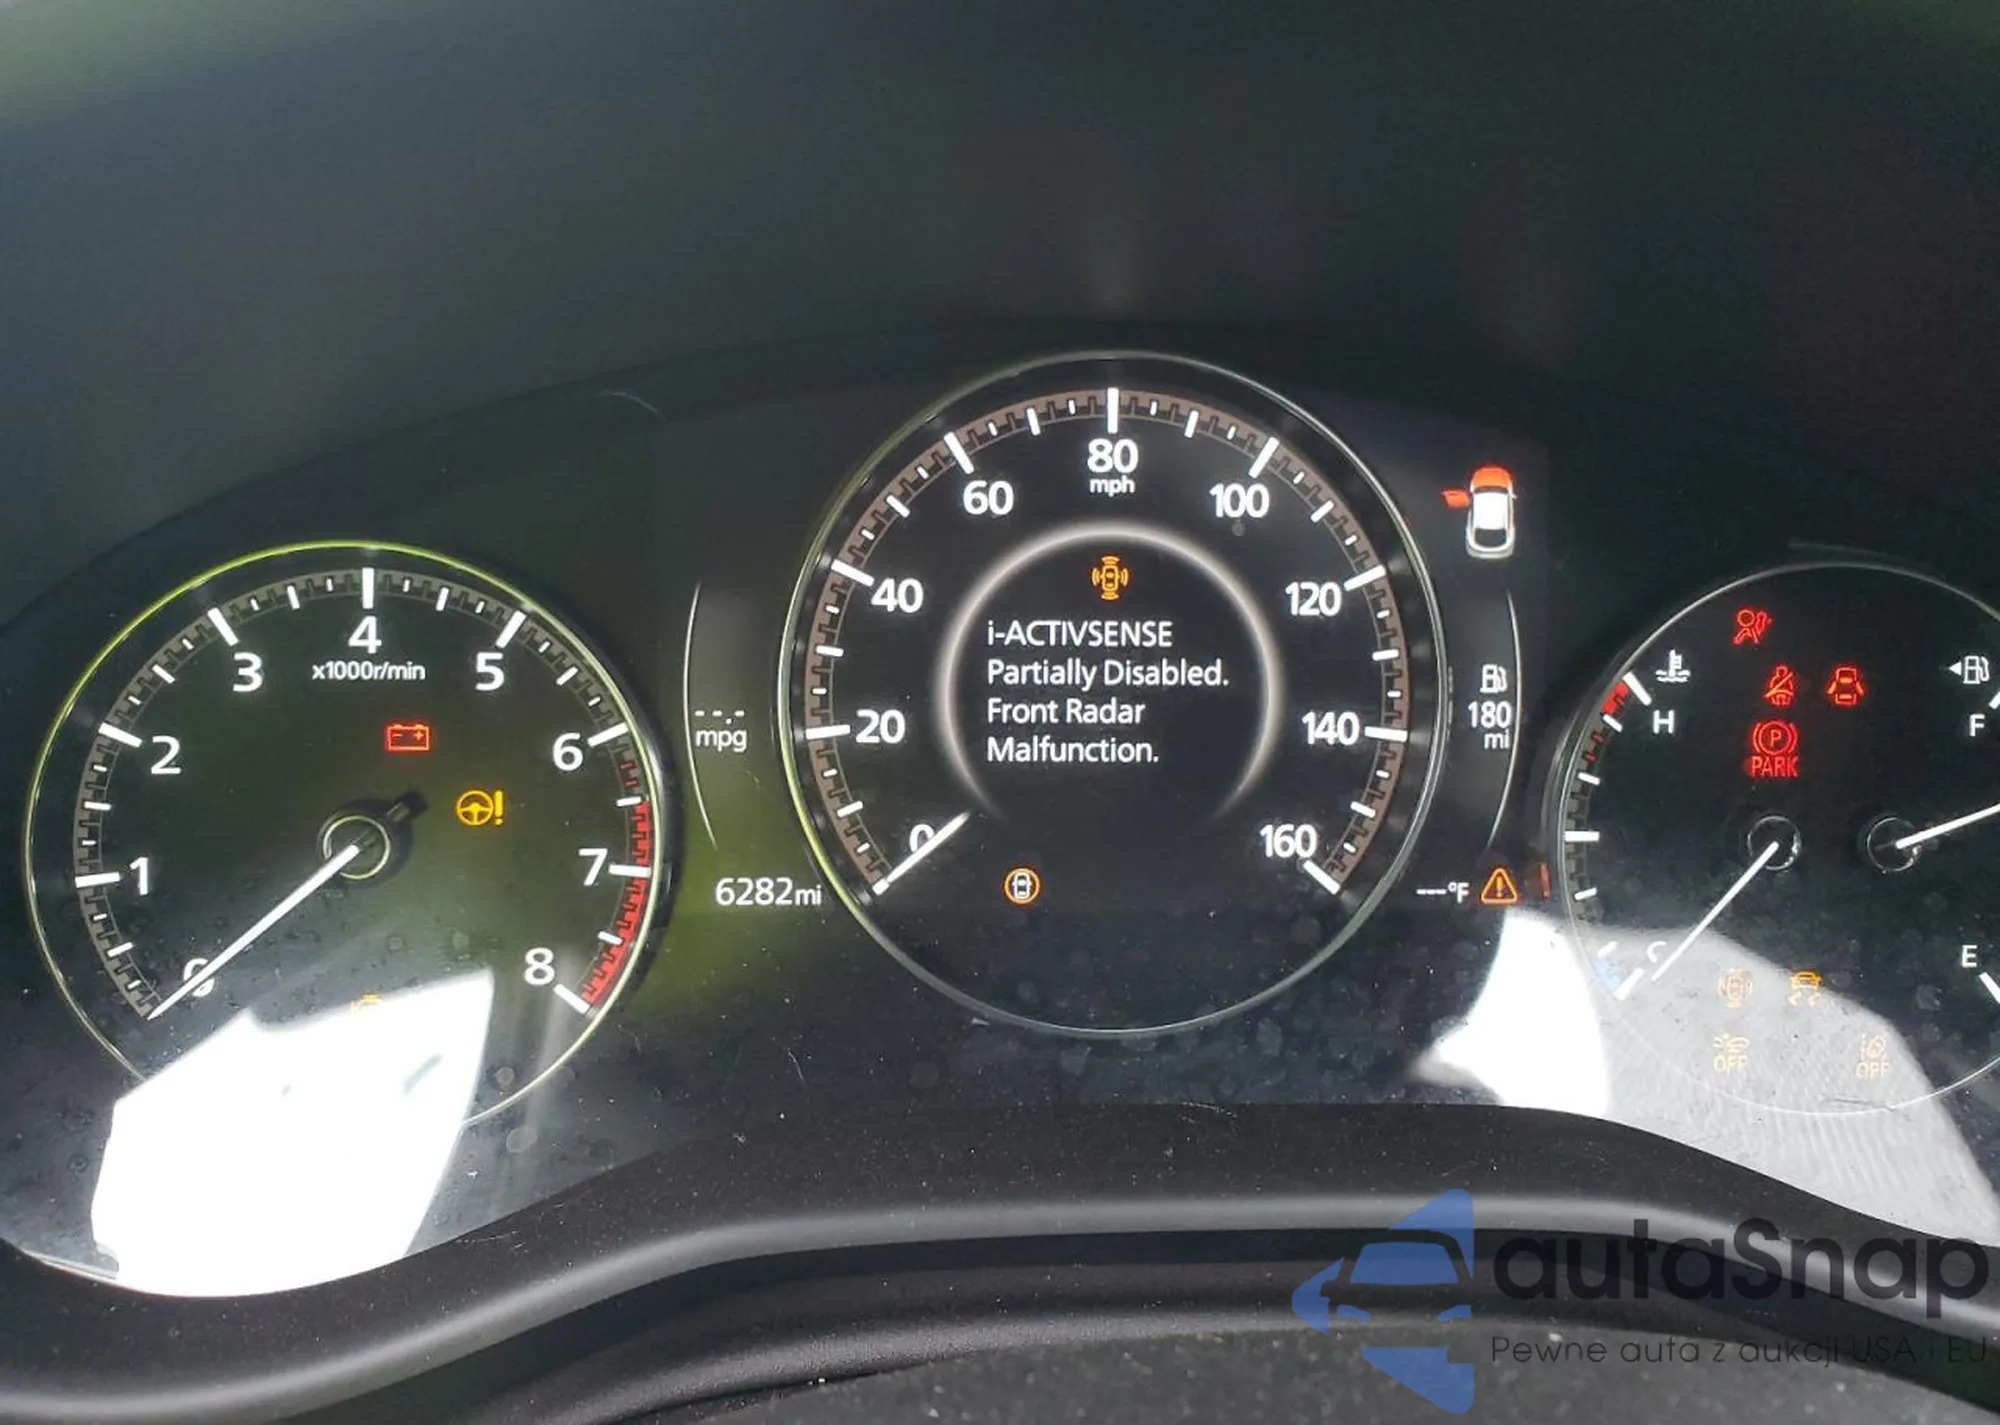 4
x1000r/min
3
5
2
6
1
7
0
8
--.-
mpg
6282mi
80
mph
60
100
40
120
20
140
0
160
i-ACTIVSENSE
Partially Disabled.
Front Radar
Malfunction.
180
mi
---°F
H
F
PARK
C
E
OFF
OFF
autaSnap
Pewne auta z aukcji USA i EU